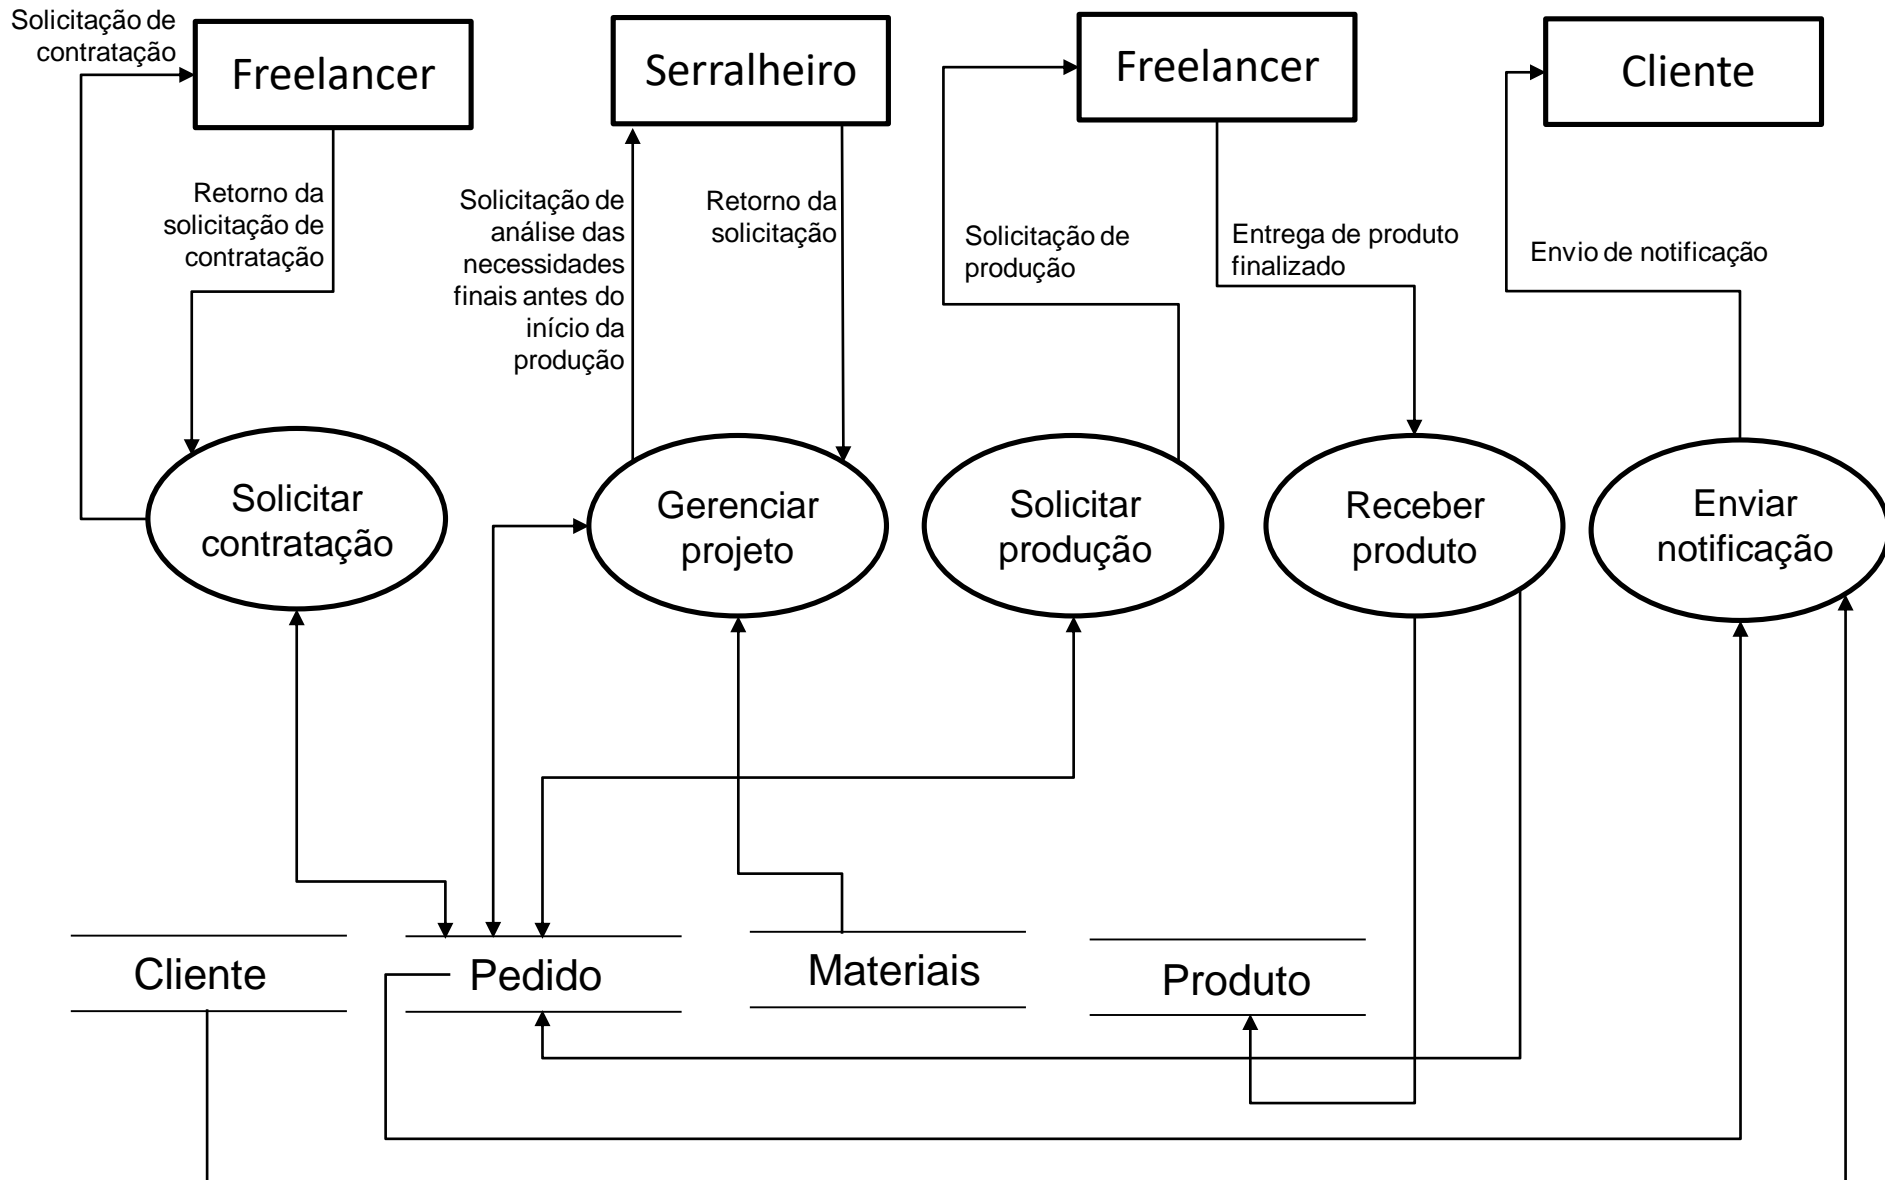 Solicitação de
contratação
Freelancer
Serralheiro
Freelancer
Cliente
Retorno da
solicitação de
contratação
Solicitação de
análise das
necessidades
finais antes do
início da
produção
Retorno da
solicitação
Solicitação de
produção
Entrega de produto
finalizado
Envio de notificação
Solicitar
contratação
Gerenciar
projeto
Solicitar
produção
Receber
produto
Enviar
notificação
Cliente
Pedido
Materiais
Produto